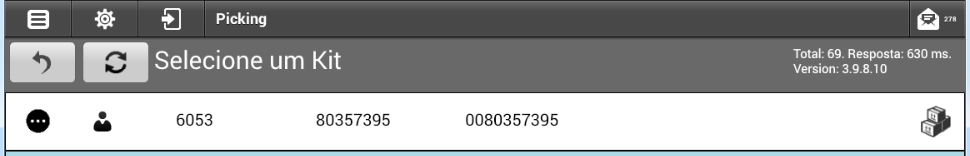 Picking
278
Selecione um Kit
Total: 69. Resposta: 630 ms.
Version: 3.9.8.10
6053 80357395 0080357395